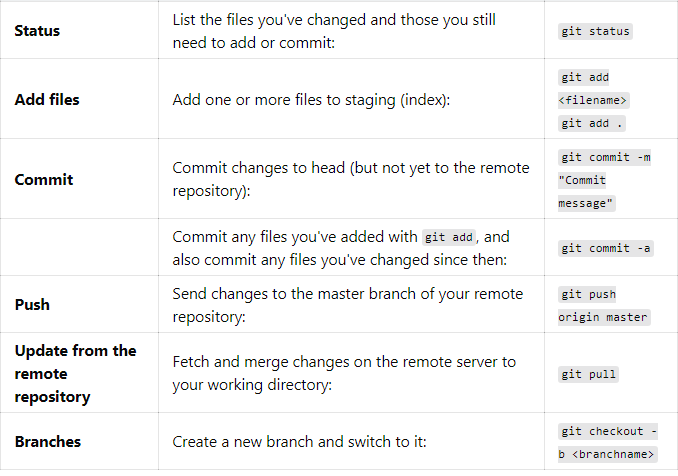 Status
List the files you've changed and those you still
need to add or commit:
git status
Add files
Add one or more files to staging (index):
git add
<filename>
git add .
Commit
Commit changes to head (but not yet to the remote
repository):
git commit -m
"Commit
message"
Commit any files you've added with git add, and
also commit any files you've changed since then:
git commit -a
Push
Send changes to the master branch of your remote
repository:
git push
origin master
Update from the
remote
repository
Fetch and merge changes on the remote server to
your working directory:
git pull
Branches
Create a new branch and switch to it:
git checkout -
b <branchname>